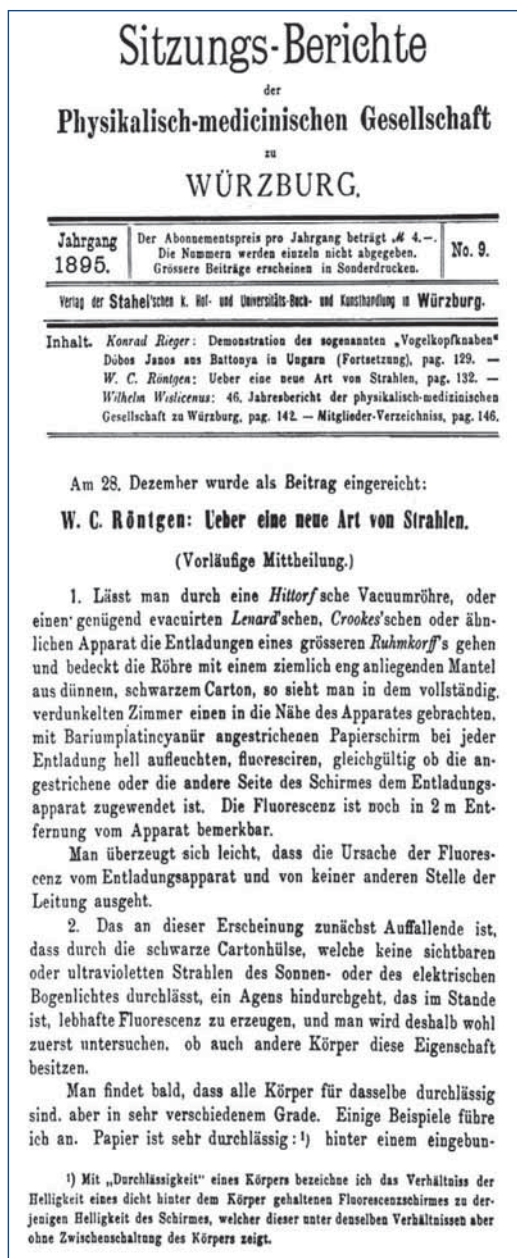 Sitzungs-Berichte
der
Physikalisch-medicinischen Gesellschaft
zu
WÜRZBURG.
Jahrgang
1895.
Der Abonnementspreis pro Jahrgang beträgt ℳ 4.—.
Die Nummern werden einzeln nicht abgegeben.
Grössere Beiträge erscheinen in Sonderdrucken.
No. 9.
Verlag der Stahel'schen k. Hof- und Universitäts-Buch- und Kunsthandlung in Würzburg.
Inhalt. Konrad Rieger: Demonstration des sogenannten „Vogelkopfknaben"
Döbos Janos aus Battonya in Ungarn (Fortsetzung), pag. 129. —
W. C. Röntgen: Ueber eine neue Art von Strahlen, pag. 132. —
Wilhelm Wislicenus: 46. Jahresbericht der physikalisch-medizinischen
Gesellschaft zu Würzburg, pag. 142. — Mitglieder-Verzeichniss, pag. 146.
Am 28. Dezember wurde als Beitrag eingereicht:
W. C. Röntgen: Ueber eine neue Art von Strahlen.
(Vorläufige Mittheilung.)
1. Lässt man durch eine Hittorf'sche Vacuumröhre, oder
einen genügend evacuirten Lenard'schen, Crookes'schen oder ähn-
lichen Apparat die Entladungen eines grösseren Ruhmkorff's gehen
und bedeckt die Röhre mit einem ziemlich eng anliegenden Mantel
aus dünnem, schwarzem Carton, so sieht man in dem vollständig
verdunkelten Zimmer einen in die Nähe des Apparates gebrachten,
mit Bariumplatincyanür angestrichenen Papierschirm bei jeder
Entladung hell aufleuchten, fluoresciren, gleichgültig ob die an-
gestrichene oder die andere Seite des Schirmes dem Entladungs-
apparat zugewendet ist. Die Fluorescenz ist noch in 2 m Ent-
fernung vom Apparat bemerkbar.
Man überzeugt sich leicht, dass die Ursache der Fluores-
cenz vom Entladungsapparat und von keiner anderen Stelle der
Leitung ausgeht.
2. Das an dieser Erscheinung zunächst Auffallende ist,
dass durch die schwarze Cartonhülse, welche keine sichtbaren
oder ultravioletten Strahlen des Sonnen- oder des elektrischen
Bogenlichtes durchlässt, ein Agens hindurchgeht, das im Stande
ist, lebhafte Fluorescenz zu erzeugen, und man wird deshalb wohl
zuerst untersuchen, ob auch andere Körper diese Eigenschaft
besitzen.
Man findet bald, dass alle Körper für dasselbe durchlässig
sind, aber in sehr verschiedenem Grade. Einige Beispiele führe
ich an. Papier ist sehr durchlässig: ¹) hinter einem eingebun-
¹) Mit „Durchlässigkeit" eines Körpers bezeichne ich das Verhältniss der
Helligkeit eines dicht hinter dem Körper gehaltenen Fluorescenzschirmes zu der-
jenigen Helligkeit des Schirmes, welcher dieser unter denselben Verhältnissen aber
ohne Zwischenschaltung des Körpers zeigt.